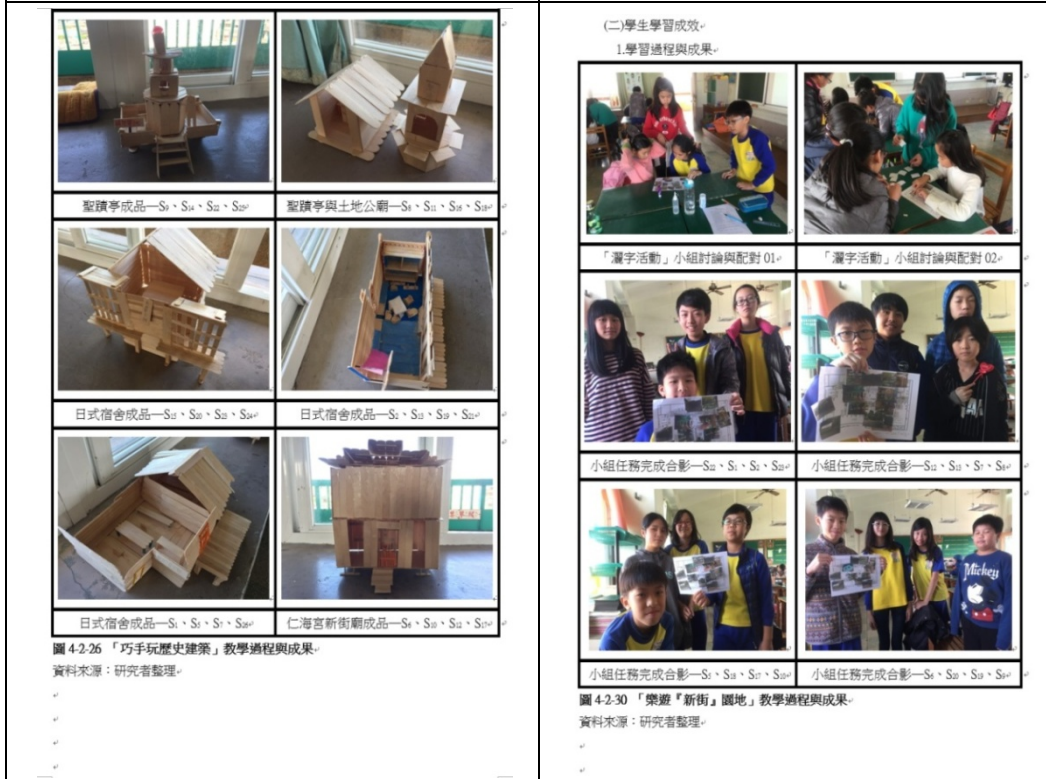 聖蹟亭成品—S₉、S₁₄、S₂₂、S₂₅
聖蹟亭與土地公廟—S₈、S₁₁、S₁₆、S₁₈
日式宿舍成品—S₁₅、S₂₀、S₂₃、S₂₄
日式宿舍成品—S₂、S₁₃、S₁₉、S₂₁
日式宿舍成品—S₁、S₅、S₇、S₂₆
仁海宮新街廟成品—S₆、S₁₀、S₁₂、S₁₇
圖 4-2-26 「巧手玩歷史建築」教學過程與成果
資料來源：研究者整理
(二)學生學習成效
1.學習過程與成果
「灑字活動」小組討論與配對 01
「灑字活動」小組討論與配對 02
小組任務完成合影—S₂₂、S₁、S₂、S₂₅
小組任務完成合影—S₁₂、S₁₃、S₇、S₈
小組任務完成合影—S₅、S₁₈、S₁₇、S₁₀
小組任務完成合影—S₆、S₂₀、S₁₉、S₉
圖 4-2-30 「樂遊『新街』園地」教學過程與成果
資料來源：研究者整理